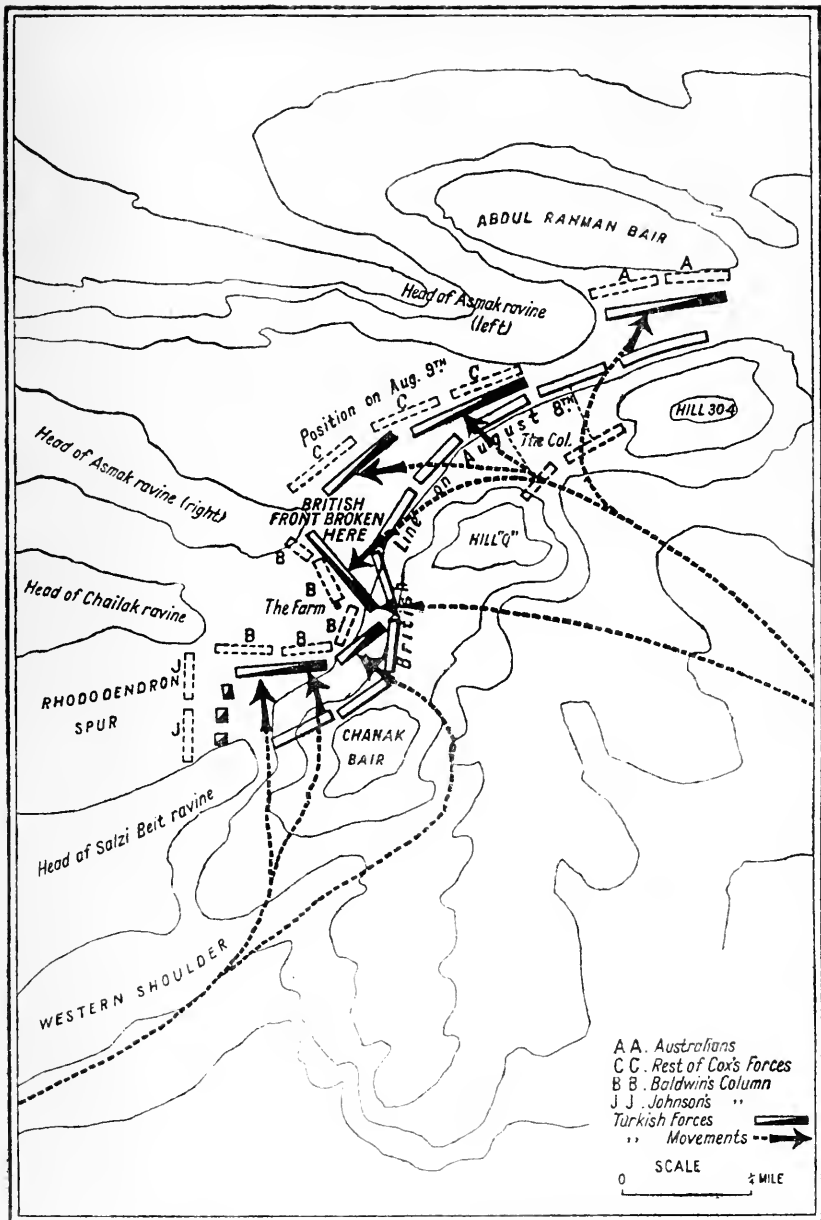 ABDUL RAHMAN BAIR
A A
Head of Asmak ravine
(left)
Position on Aug. 9TH
C C C
HILL 304
The Col.
British Line on August 8TH
Head of Asmak ravine (right)
BRITISH
FRONT BROKEN
HERE
HILL "Q"
B
B
Head of Chailak ravine
The Farm
B
B B
J
RHODODENDRON
SPUR
J
CHANAK
BAIR
Head of Salzi Beit ravine
WESTERN SHOULDER
A A. Australians
C C. Rest of Cox's Forces
B B. Baldwin's Column
J J. Johnson's ,,
Turkish Forces
,, Movements
SCALE
0 ¼ MILE